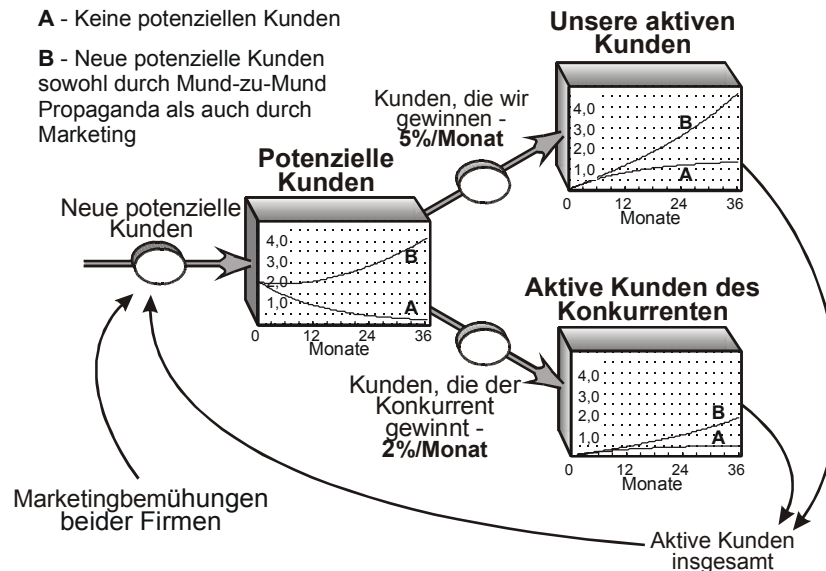 A - Keine potenziellen Kunden
B - Neue potenzielle Kunden
sowohl durch Mund-zu-Mund
Propaganda als auch durch
Marketing
Unsere aktiven
Kunden
4,0
3,0
2,0
1,0
B
A
0
12
24
36
Monate
Kunden, die wir
gewinnen -
5%/Monat
Potenzielle
Kunden
4,0
3,0
2,0
1,0
B
A
0
12
24
36
Monate
Neue potenzielle
Kunden
Aktive Kunden des
Konkurrenten
4,0
3,0
2,0
1,0
B
A
0
12
24
36
Monate
Kunden, die der
Konkurrent
gewinnt -
2%/Monat
Marketingbemühungen
beider Firmen
Aktive Kunden
insgesamt